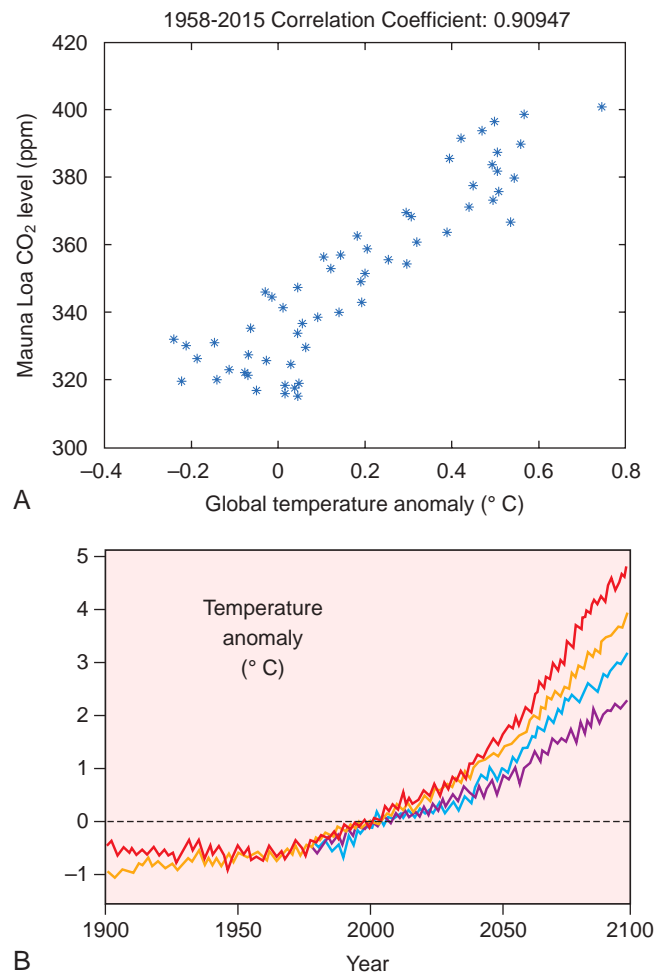 1958-2015 Correlation Coefficient: 0.90947
420
400
380
360
340
320
300
Mauna Loa CO₂ level (ppm)
–0.4 –0.2 0 0.2 0.4 0.6 0.8
A
Global temperature anomaly (° C)
5
4
3
2
1
0
–1
Temperature
anomaly
(° C)
1900 1950 2000 2050 2100
B
Year